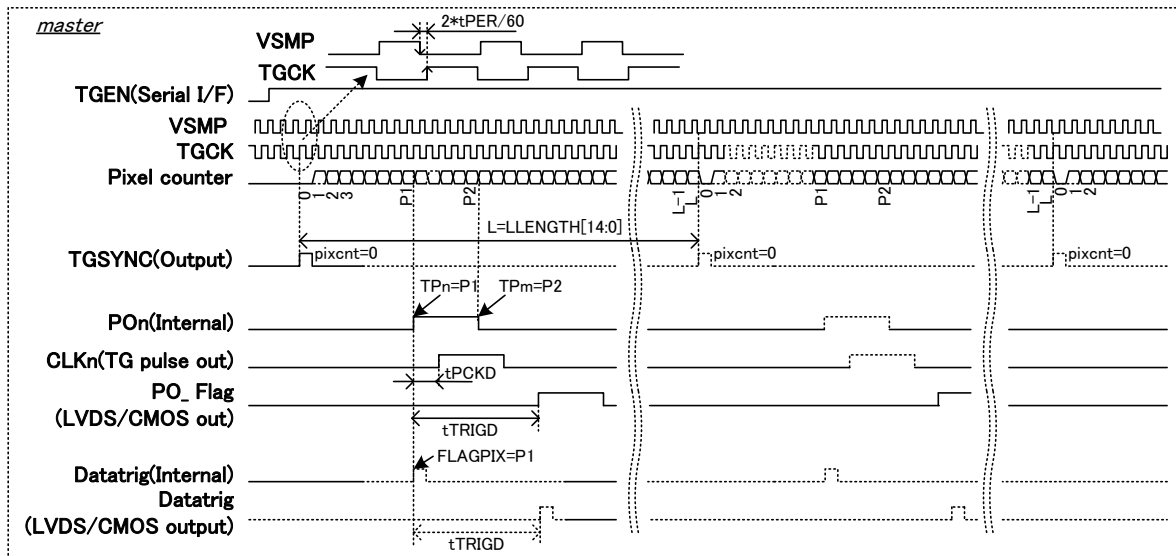 master
2*tPER/60
VSMP
TGCK
TGEN(Serial I/F)
VSMP
TGCK
Pixel counter
0 1 2 3 P1 P2 L-1 L 0 1 2 P1 P2 L-1 L 0 1 2
L=LLENGTH[14:0]
TGSYNC(Output) pixcnt=0 pixcnt=0 pixcnt=0
TPn=P1 TPm=P2
POn(Internal)
CLKn(TG pulse out)
tPCKD
PO_ Flag
(LVDS/CMOS out)
tTRIGD
FLAGPIX=P1
Datatrig(Internal)
Datatrig
(LVDS/CMOS output)
tTRIGD